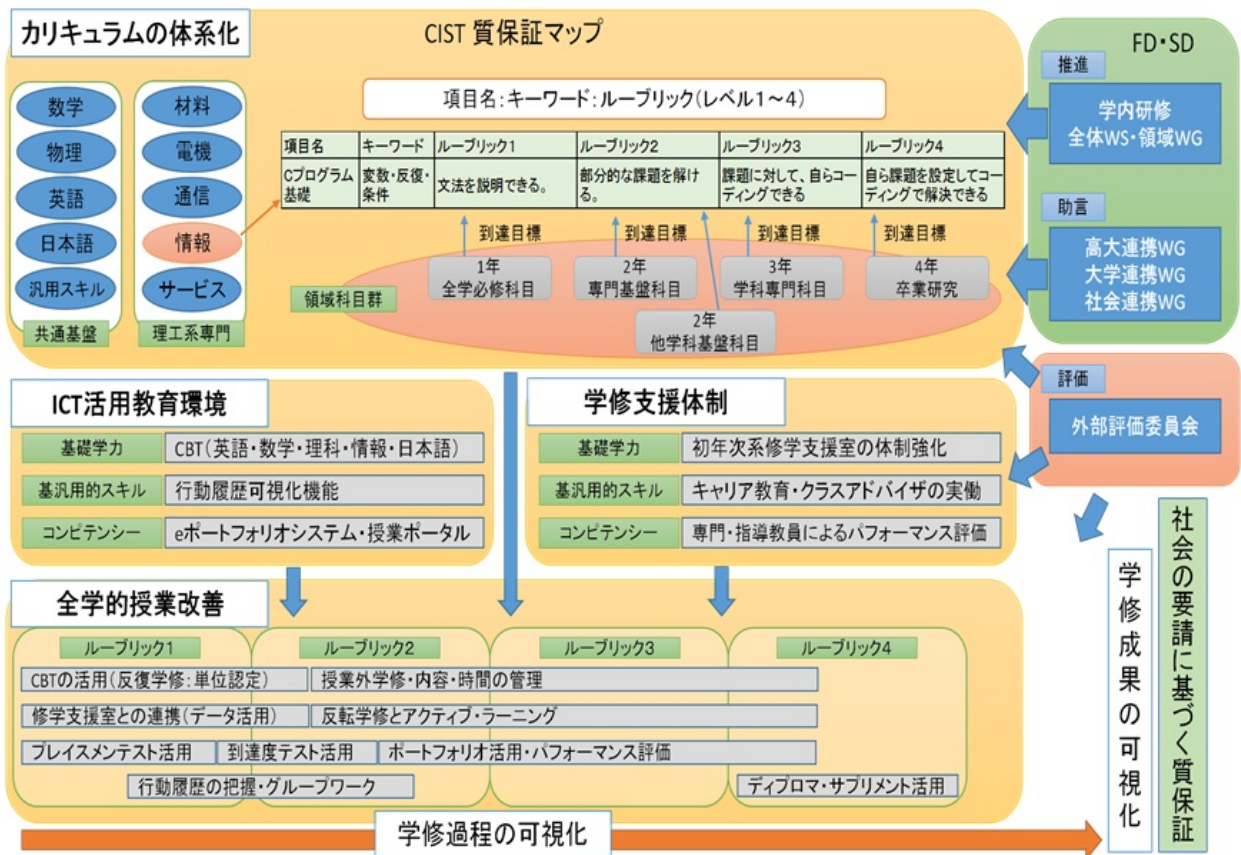 カリキュラムの体系化
CIST 質保証マップ
FD・SD
数学
物理
英語
日本語
汎用スキル
共通基盤
材料
電機
通信
情報
サービス
理工系専門
項目名:キーワード:ルーブリック(レベル1～4)
項目名 キーワード ルーブリック1 ルーブリック2 ルーブリック3 ルーブリック4
Cプログラム
基礎
変数・反復・
条件
文法を説明できる。
部分的な課題を解け
る。
課題に対して、自らコー
ディングできる
自ら課題を設定してコー
ディングで解決できる
到達目標 到達目標 到達目標 到達目標
領域科目群
1年
全学必修科目
2年
専門基盤科目
3年
学科専門科目
4年
卒業研究
2年
他学科基盤科目
推進
学内研修
全体WS・領域WG
助言
高大連携WG
大学連携WG
社会連携WG
評価
外部評価委員会
ICT活用教育環境
基礎学力 CBT(英語・数学・理科・情報・日本語)
基汎用的スキル 行動履歴可視化機能
コンピテンシー eポートフォリオシステム・授業ポータル
学修支援体制
基礎学力 初年次系修学支援室の体制強化
基汎用的スキル キャリア教育・クラスアドバイザの実働
コンピテンシー 専門・指導教員によるパフォーマンス評価
全学的授業改善
ルーブリック1 ルーブリック2 ルーブリック3 ルーブリック4
CBTの活用(反復学修:単位認定) 授業外学修・内容・時間の管理
修学支援室との連携(データ活用) 反転学修とアクティブ・ラーニング
プレイスメンテスト活用 到達度テスト活用 ポートフォリオ活用・パフォーマンス評価
行動履歴の把握・グループワーク ディプロマ・サプリメント活用
学修過程の可視化
学修成果の可視化
社会の要請に基づく質保証